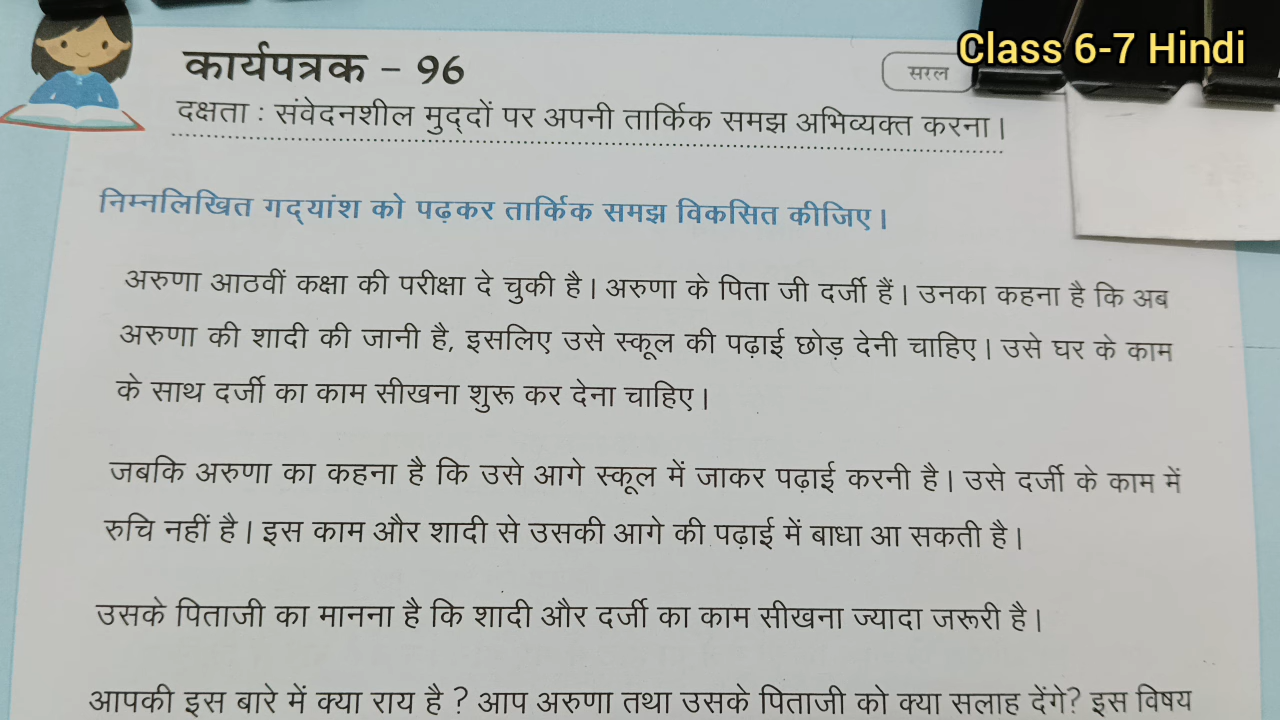 Class 6-7 Hindi
कार्यपत्रक – 96
सरल
दक्षता : संवेदनशील मुद्‌दों पर अपनी तार्किक समझ अभिव्यक्त करना।
निम्नलिखित गद्‌यांश को पढ़कर तार्किक समझ विकसित कीजिए।
अरुणा आठवीं कक्षा की परीक्षा दे चुकी है। अरुणा के पिता जी दर्जी हैं। उनका कहना है कि अब
अरुणा की शादी की जानी है, इसलिए उसे स्कूल की पढ़ाई छोड़ देनी चाहिए। उसे घर के काम
के साथ दर्जी का काम सीखना शुरू कर देना चाहिए।
जबकि अरुणा का कहना है कि उसे आगे स्कूल में जाकर पढ़ाई करनी है। उसे दर्जी के काम में
रुचि नहीं है। इस काम और शादी से उसकी आगे की पढ़ाई में बाधा आ सकती है।
उसके पिताजी का मानना है कि शादी और दर्जी का काम सीखना ज्यादा जरूरी है।
आपकी इस बारे में क्या राय है ? आप अरुणा तथा उसके पिताजी को क्या सलाह देंगे? इस विषय